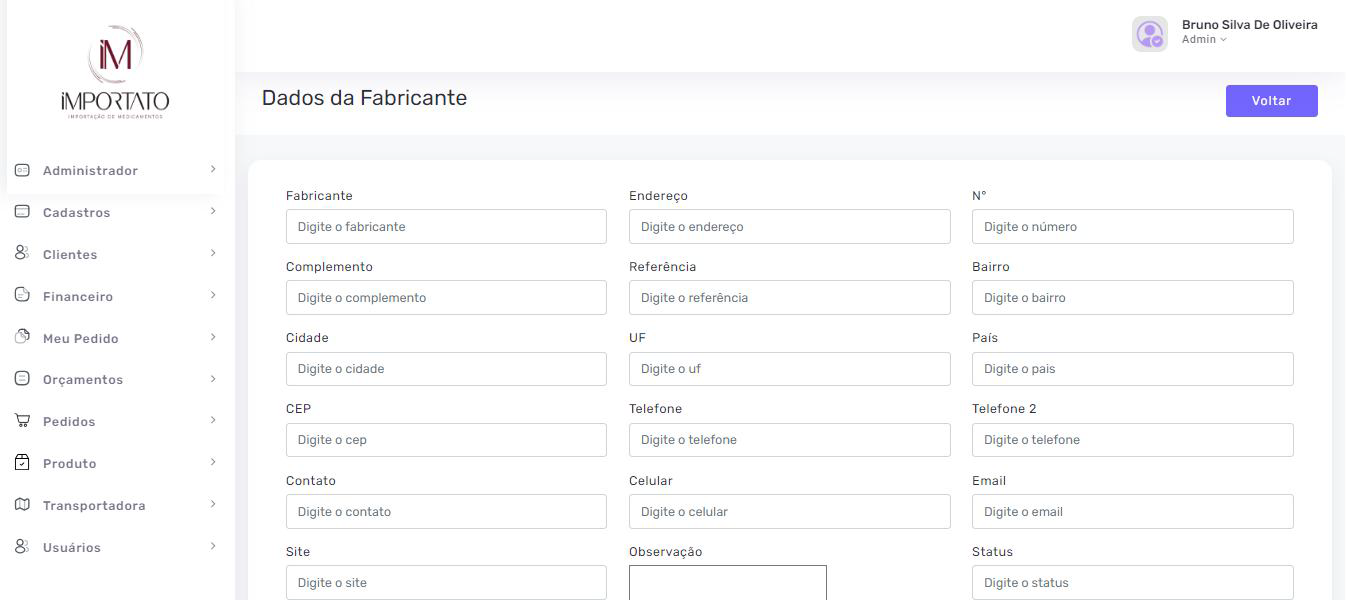 iM
iMPORTATO
IMPORTAÇÃO DE MEDICAMENTOS
Administrador
Cadastros
Clientes
Financeiro
Meu Pedido
Orçamentos
Pedidos
Produto
Transportadora
Usuários
Bruno Silva De Oliveira
Admin
Dados da Fabricante
Voltar
Fabricante Endereço N°
Digite o fabricante Digite o endereço Digite o número
Complemento Referência Bairro
Digite o complemento Digite o referência Digite o bairro
Cidade UF País
Digite o cidade Digite o uf Digite o pais
CEP Telefone Telefone 2
Digite o cep Digite o telefone Digite o telefone
Contato Celular Email
Digite o contato Digite o celular Digite o email
Site Observação Status
Digite o site Digite o status